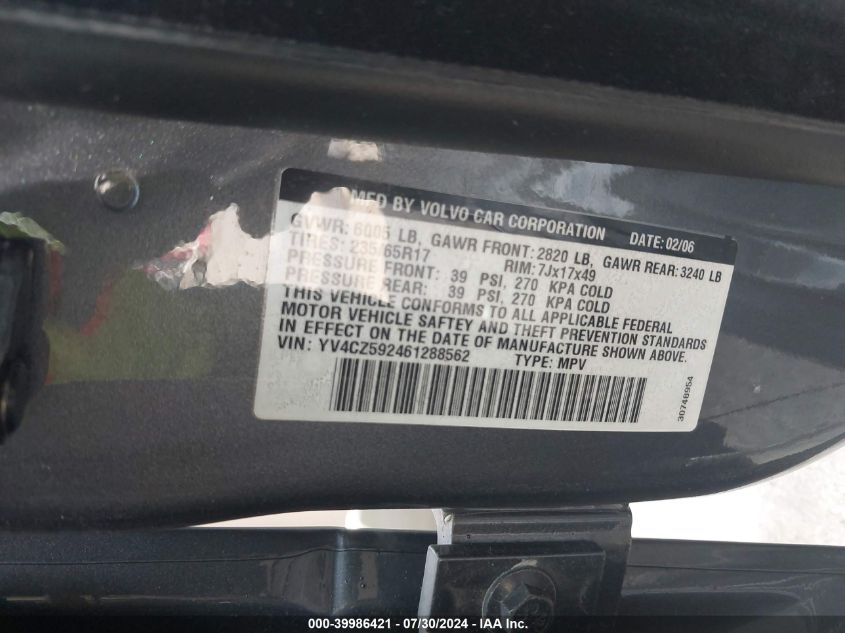 MFD BY VOLVO CAR CORPORATION DATE: 02/06
GVWR: 6005 LB, GAWR FRONT: 2820 LB, GAWR REAR: 3240 LB
TIRES: 235/65R17 RIM: 7Jx17x49
PRESSURE FRONT: 39 PSI, 270 KPA COLD
PRESSURE REAR: 39 PSI, 270 KPA COLD
THIS VEHICLE CONFORMS TO ALL APPLICABLE FEDERAL
MOTOR VEHICLE SAFTEY AND THEFT PREVENTION STANDARDS
IN EFFECT ON THE DATE OF MANUFACTURE SHOWN ABOVE.
VIN: YV4CZ592461288562 TYPE: MPV
30746954
000-39986421 - 07/30/2024 - IAA Inc.